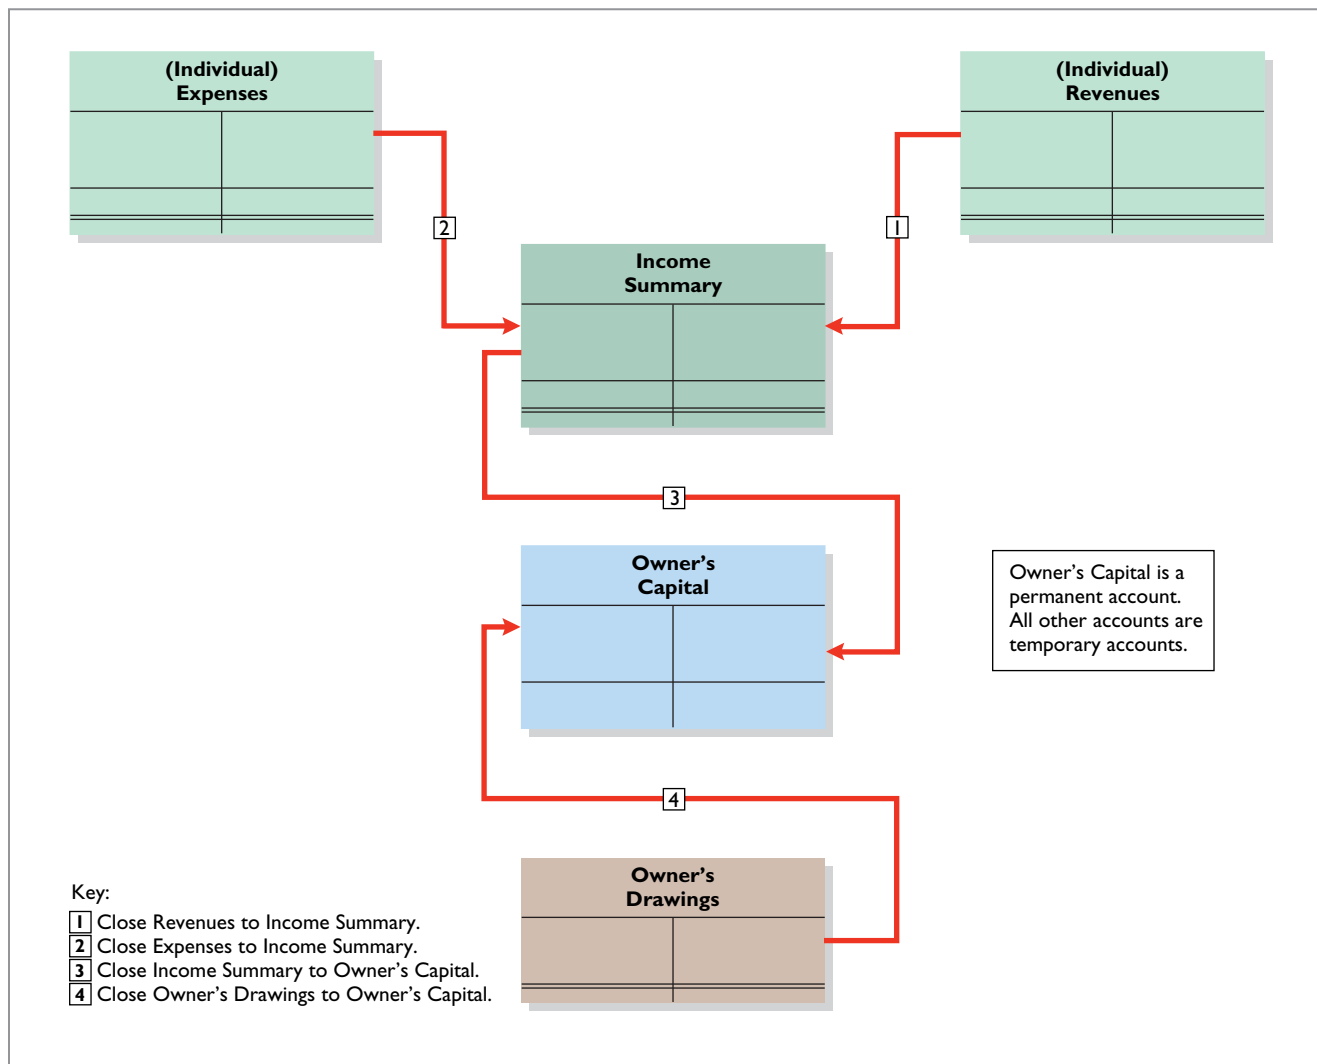 (Individual)
Expenses
(Individual)
Revenues
2
1
Income
Summary
3
Owner's
Capital
Owner's Capital is a
permanent account.
All other accounts are
temporary accounts.
4
Owner's
Drawings
Key:
1 Close Revenues to Income Summary.
2 Close Expenses to Income Summary.
3 Close Income Summary to Owner's Capital.
4 Close Owner's Drawings to Owner's Capital.